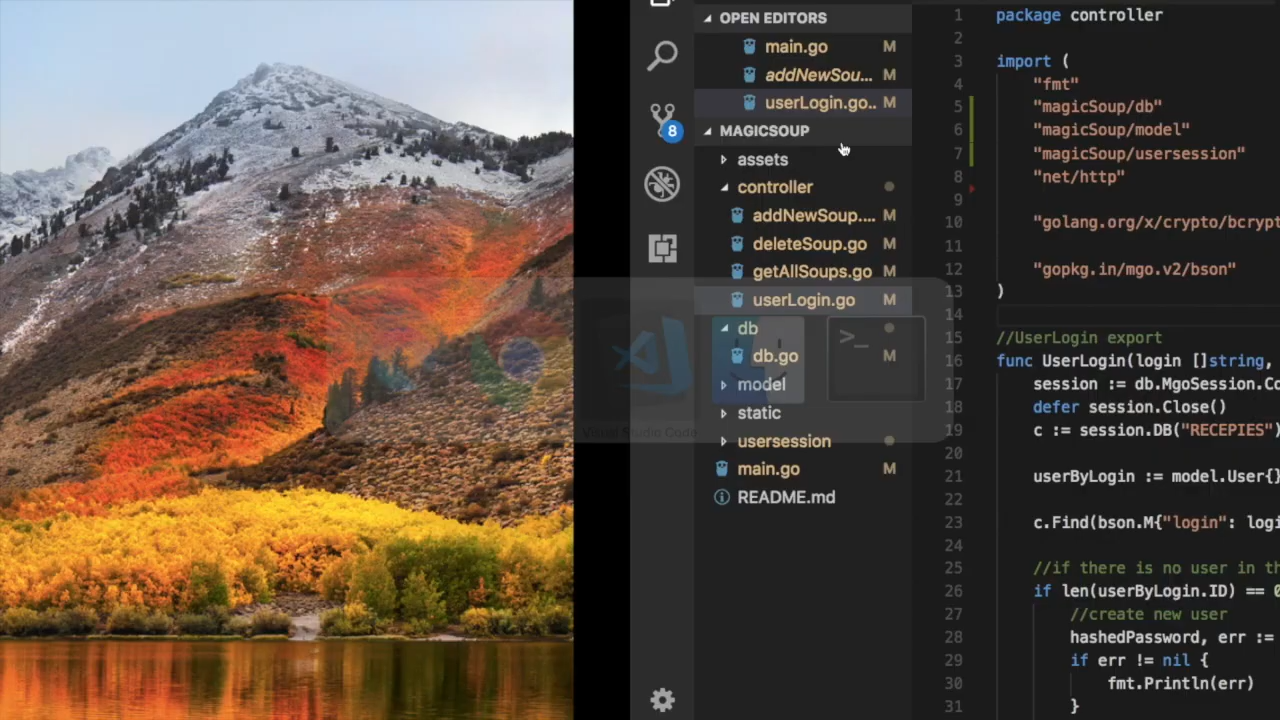 OPEN EDITORS
main.go M
addNewSou... M
userLogin.go.. M
8
MAGICSOUP
assets
controller
addNewSoup.... M
deleteSoup.go M
getAllSoups.go M
userLogin.go M
db
db.go M
model
static
usersession
main.go M
README.md
Visual Studio Code
>_
1 package controller
2
3 import (
4 "fmt"
5 "magicSoup/db"
6 "magicSoup/model"
7 "magicSoup/usersession"
8 "net/http"
9
10 "golang.org/x/crypto/bcrypt
11
12 "gopkg.in/mgo.v2/bson"
13 )
14
15 //UserLogin export
16 func UserLogin(login []string,
17 session := db.MgoSession.Co
18 defer session.Close()
19 c := session.DB("RECEPIES")
20
21 userByLogin := model.User{}
22
23 c.Find(bson.M{"login": logi
24
25 //if there is no user in th
26 if len(userByLogin.ID) == 0
27 //create new user
28 hashedPassword, err :=
29 if err != nil {
30 fmt.Println(err)
31 }